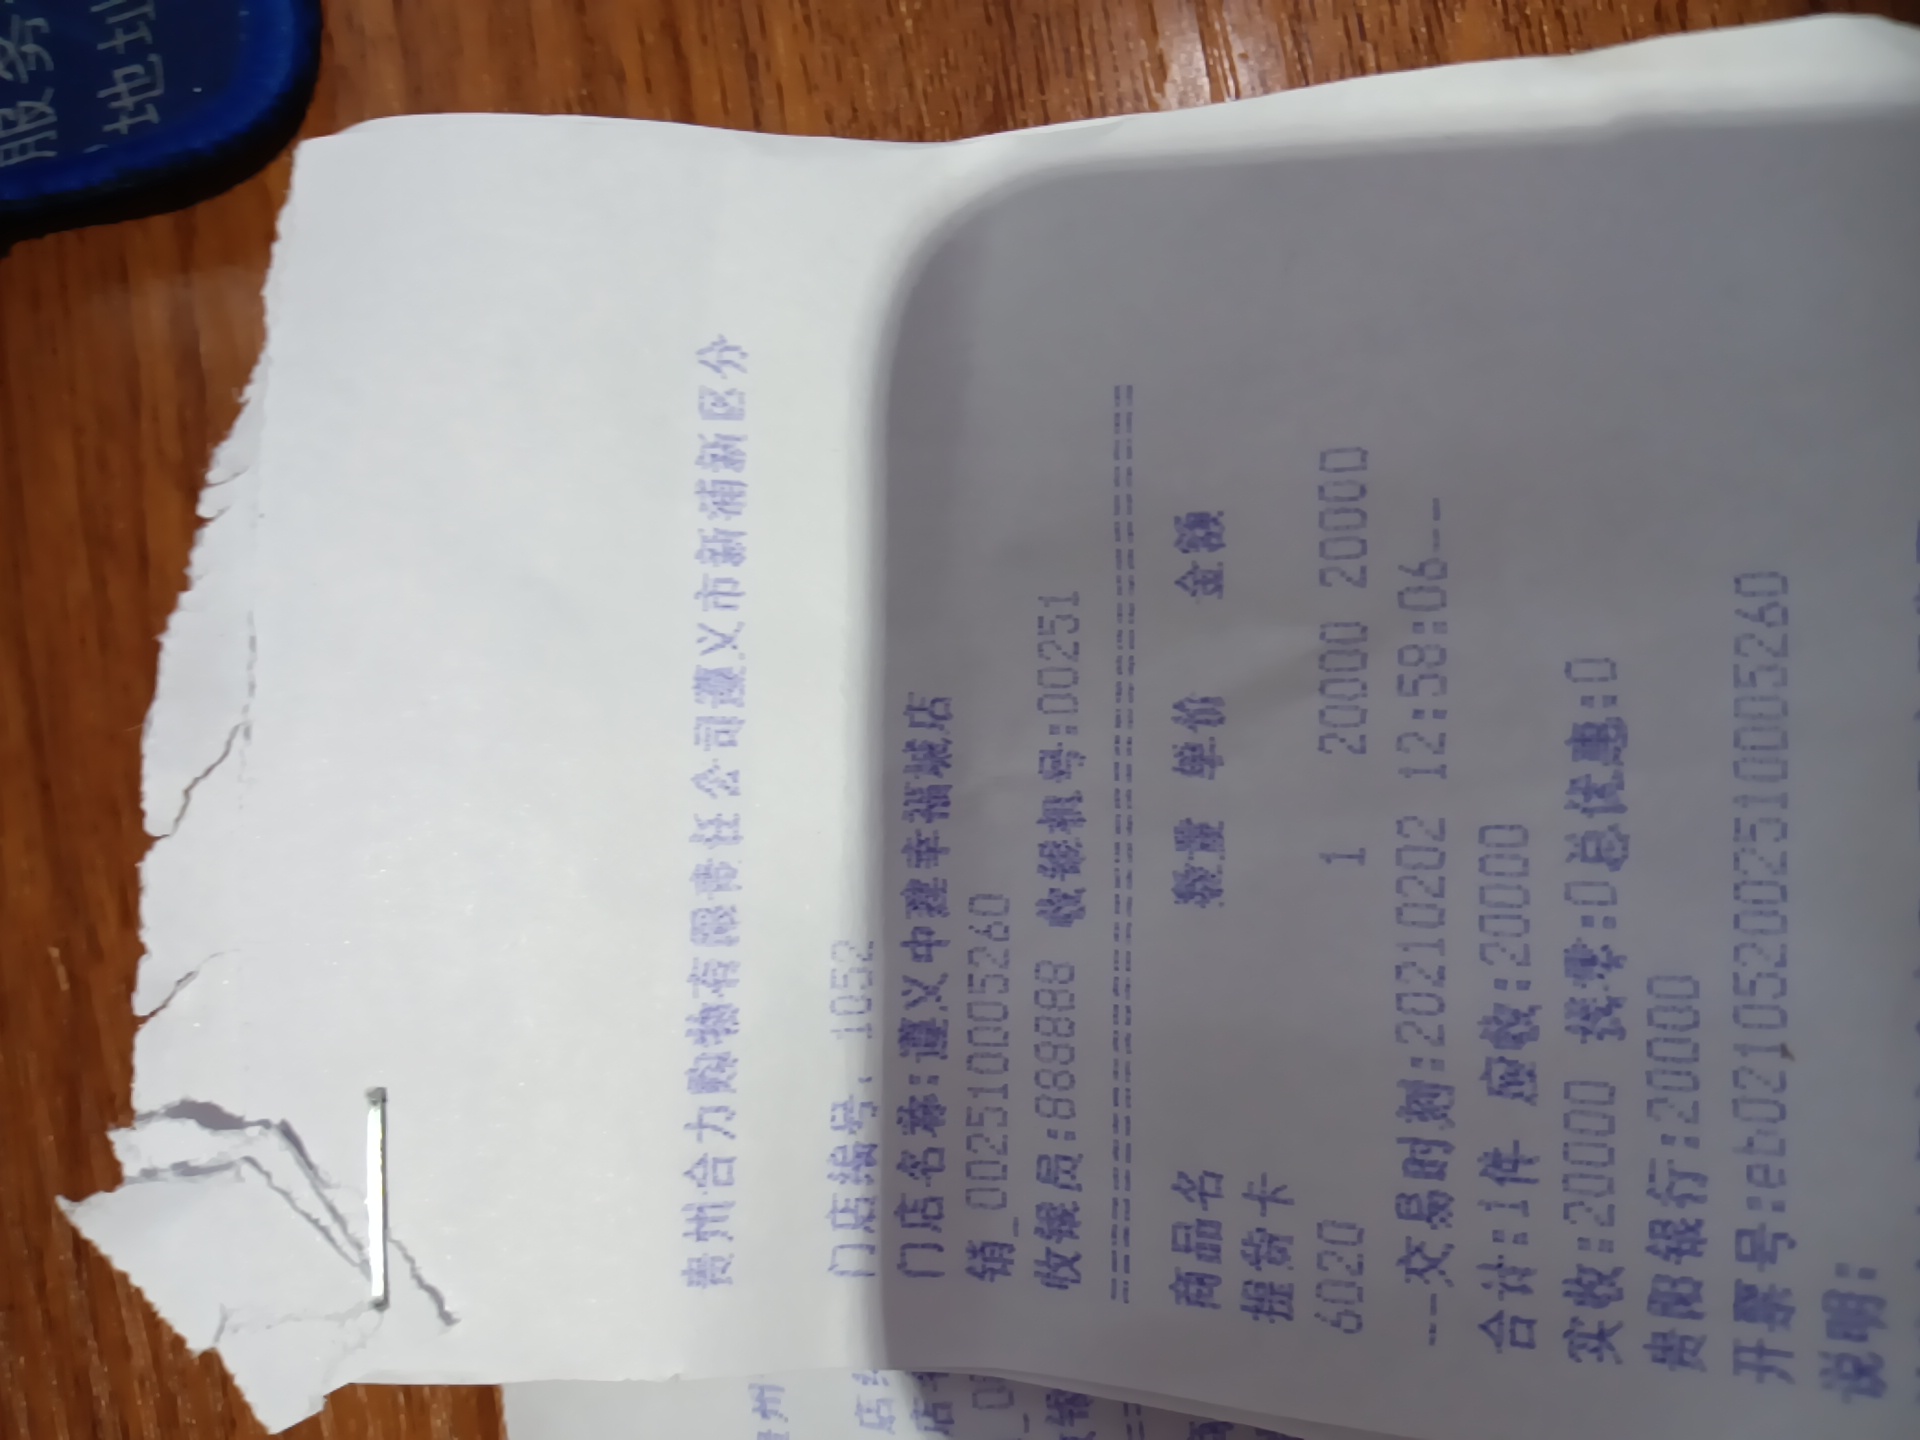 服务
地址
贵州合力购物有限责任公司遵义市新浦新区分
门店编号: 1052
门店名称:遵义中建幸福城店
销_002510005260
收银员:888888 收银机号:00251
商品名 数量 单价 金额
提货卡
6020 1 20000 20000
---交易时刻:20210202 12:58:06--
合计:1件 应收:20000
实收:20000 找零:0总优惠:0
贵阳银行:20000
开票号:etb021052002510005260
说明: